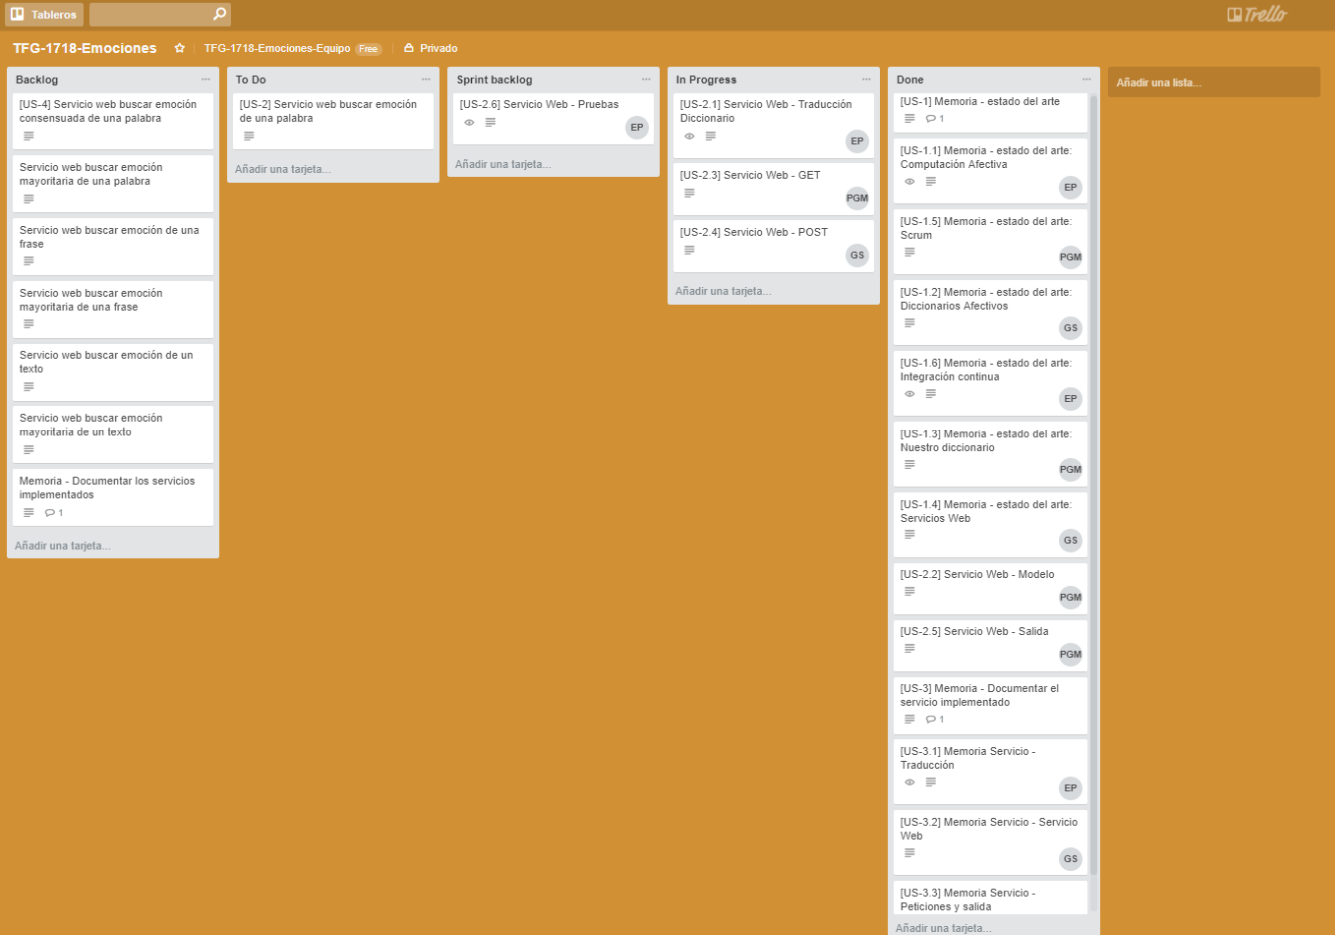 Tableros
Trello
TFG-1718-Emociones
TFG-1718-Emociones-Equipo Free
Privado
Backlog
[US-4] Servicio web buscar emoción
consensuada de una palabra
Servicio web buscar emoción
mayoritaria de una palabra
Servicio web buscar emoción de una
frase
Servicio web buscar emoción
mayoritaria de una frase
Servicio web buscar emoción de un
texto
Servicio web buscar emoción
mayoritaria de un texto
Memoria - Documentar los servicios
implementados
1
Añadir una tarjeta...
To Do
[US-2] Servicio web buscar emoción
de una palabra
Añadir una tarjeta...
Sprint backlog
[US-2.6] Servicio Web - Pruebas
EP
Añadir una tarjeta...
In Progress
[US-2.1] Servicio Web - Traducción
Diccionario
EP
[US-2.3] Servicio Web - GET
PGM
[US-2.4] Servicio Web - POST
GS
Añadir una tarjeta...
Done
[US-1] Memoria - estado del arte
1
[US-1.1] Memoria - estado del arte:
Computación Afectiva
EP
[US-1.5] Memoria - estado del arte:
Scrum
PGM
[US-1.2] Memoria - estado del arte:
Diccionarios Afectivos
GS
[US-1.6] Memoria - estado del arte:
Integración continua
EP
[US-1.3] Memoria - estado del arte:
Nuestro diccionario
PGM
[US-1.4] Memoria - estado del arte:
Servicios Web
GS
[US-2.2] Servicio Web - Modelo
PGM
[US-2.5] Servicio Web - Salida
PGM
[US-3] Memoria - Documentar el
servicio implementado
1
[US-3.1] Memoria Servicio -
Traducción
EP
[US-3.2] Memoria Servicio - Servicio
Web
GS
[US-3.3] Memoria Servicio -
Peticiones y salida
Añadir una tarjeta...
Añadir una lista...